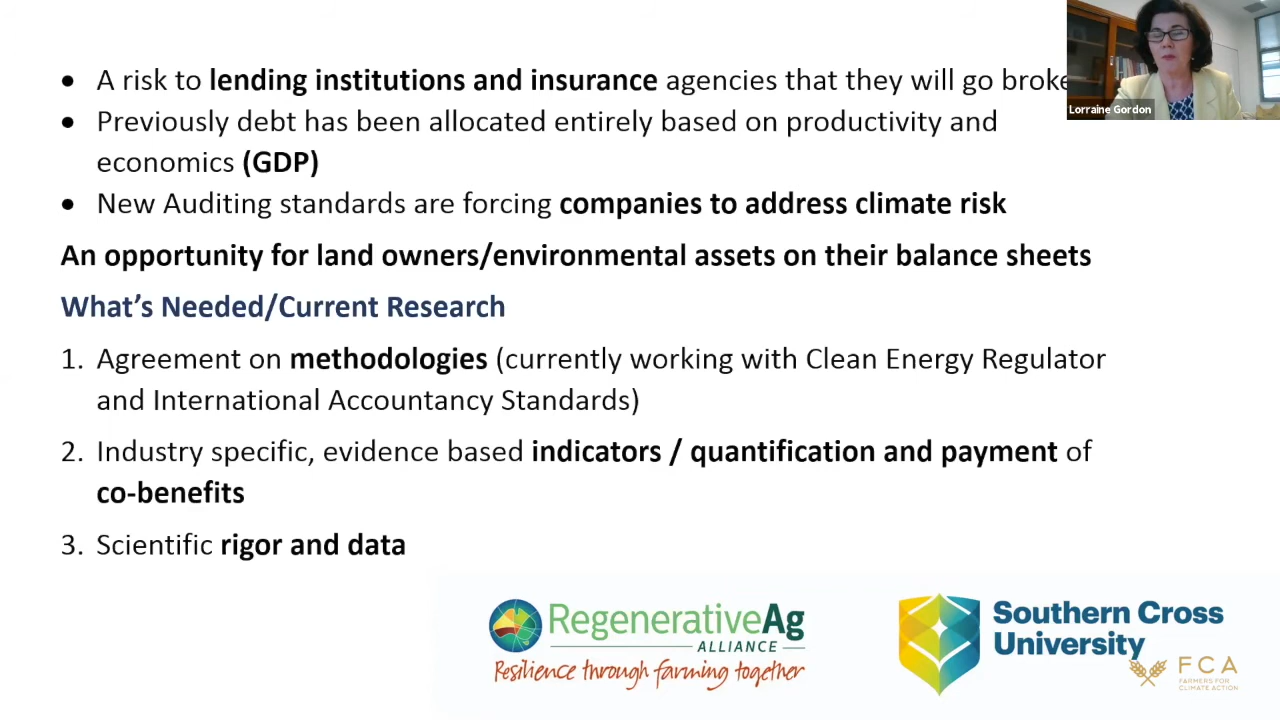 • A risk to lending institutions and insurance agencies that they will go broke
Lorraine Gordon
• Previously debt has been allocated entirely based on productivity and
economics (GDP)
• New Auditing standards are forcing companies to address climate risk
An opportunity for land owners/environmental assets on their balance sheets
What's Needed/Current Research
1. Agreement on methodologies (currently working with Clean Energy Regulator
and International Accountancy Standards)
2. Industry specific, evidence based indicators / quantification and payment of
co-benefits
3. Scientific rigor and data
RegenerativeAg
ALLIANCE
Resilience through farming together
Southern Cross
University
FCA
FARMERS FOR
CLIMATE ACTION